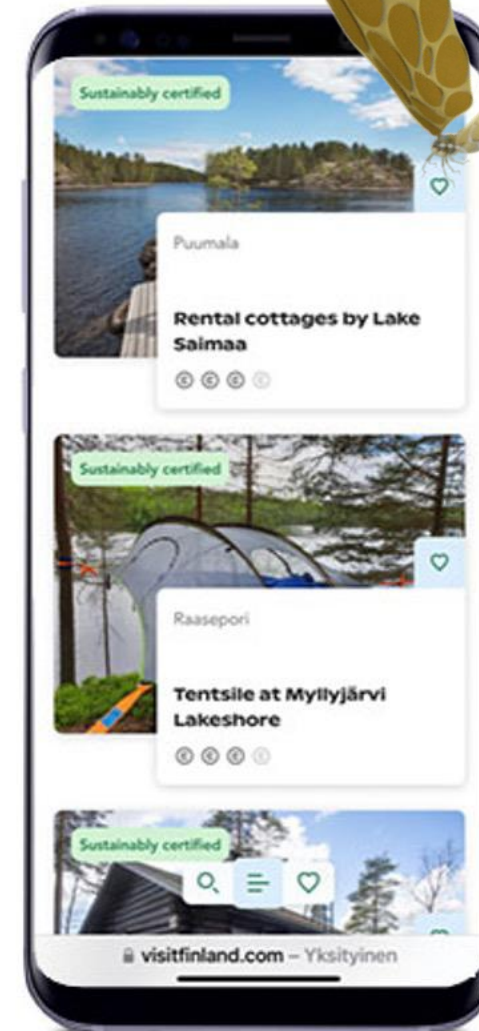 Sustainably certified
Puumala
Rental cottages by Lake
Saimaa
€ € € €
Sustainably certified
Raasepori
Tentsile at Myllyjärvi
Lakeshore
€ € € €
Sustainably certified
visitfinland.com – Yksityinen